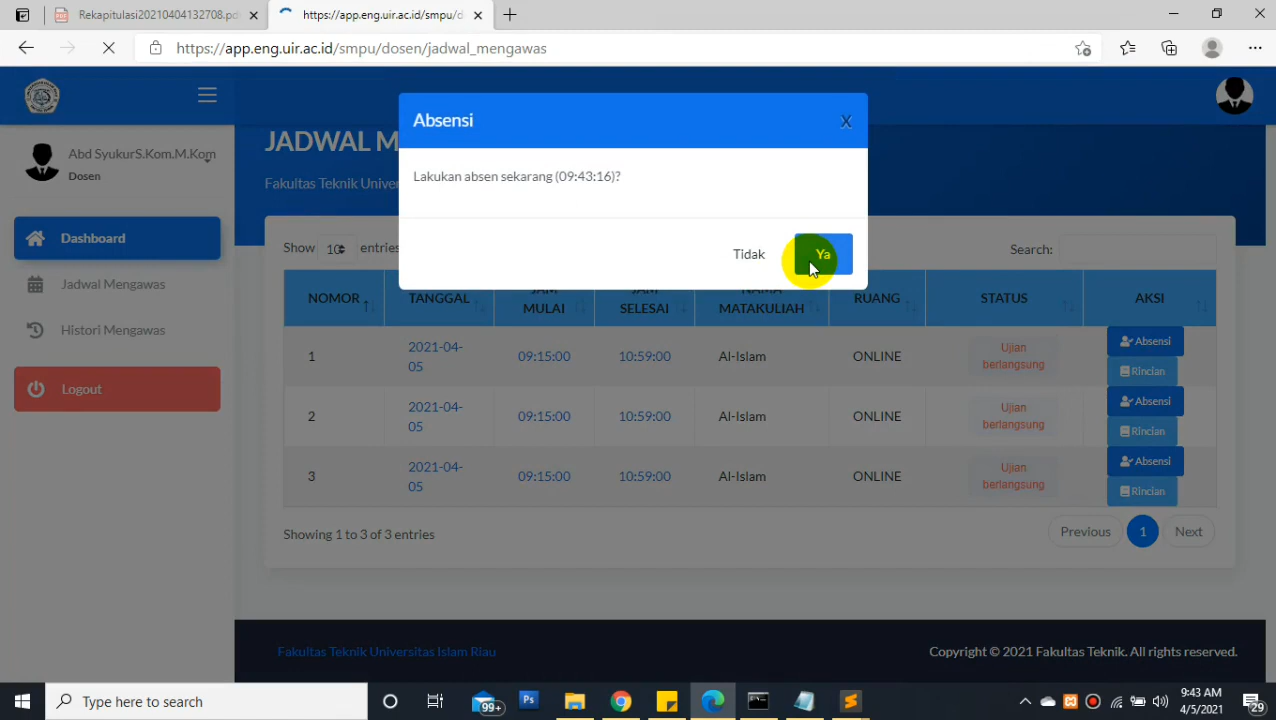 Rekapitulasi20210404132708.pd
https://app.eng.uir.ac.id/smpu/do
https://app.eng.uir.ac.id/smpu/dosen/jadwal_mengawas
Abd SyukurS.Kom.M.Kom
Dosen
Dashboard
Jadwal Mengawas
Histori Mengawas
Logout
JADWAL M
Fakultas Teknik Univer
Absensi
X
Lakukan absen sekarang (09:43:16)?
Tidak
Ya
Show 10 entries
Search:
NOMOR TANGGAL JAM MULAI JAM SELESAI NAMA MATAKULIAH RUANG STATUS AKSI
1 2021-04-05 09:15:00 10:59:00 Al-Islam ONLINE Ujian berlangsung Absensi Rincian
2 2021-04-05 09:15:00 10:59:00 Al-Islam ONLINE Ujian berlangsung Absensi Rincian
3 2021-04-05 09:15:00 10:59:00 Al-Islam ONLINE Ujian berlangsung Absensi Rincian
Showing 1 to 3 of 3 entries
Previous 1 Next
Fakultas Teknik Universitas Islam Riau
Copyright © 2021 Fakultas Teknik. All rights reserved.
Type here to search
99+
Ps
9:43 AM
4/5/2021
29